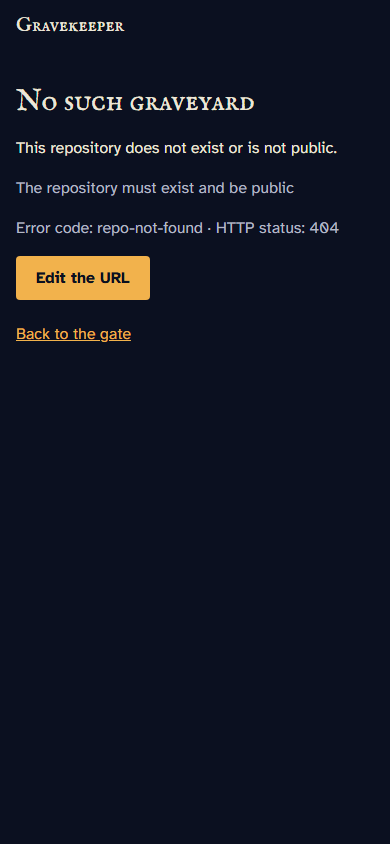 Gravekeeper
No such graveyard
This repository does not exist or is not public.
The repository must exist and be public
Error code: repo-not-found · HTTP status: 404
Edit the URL
Back to the gate